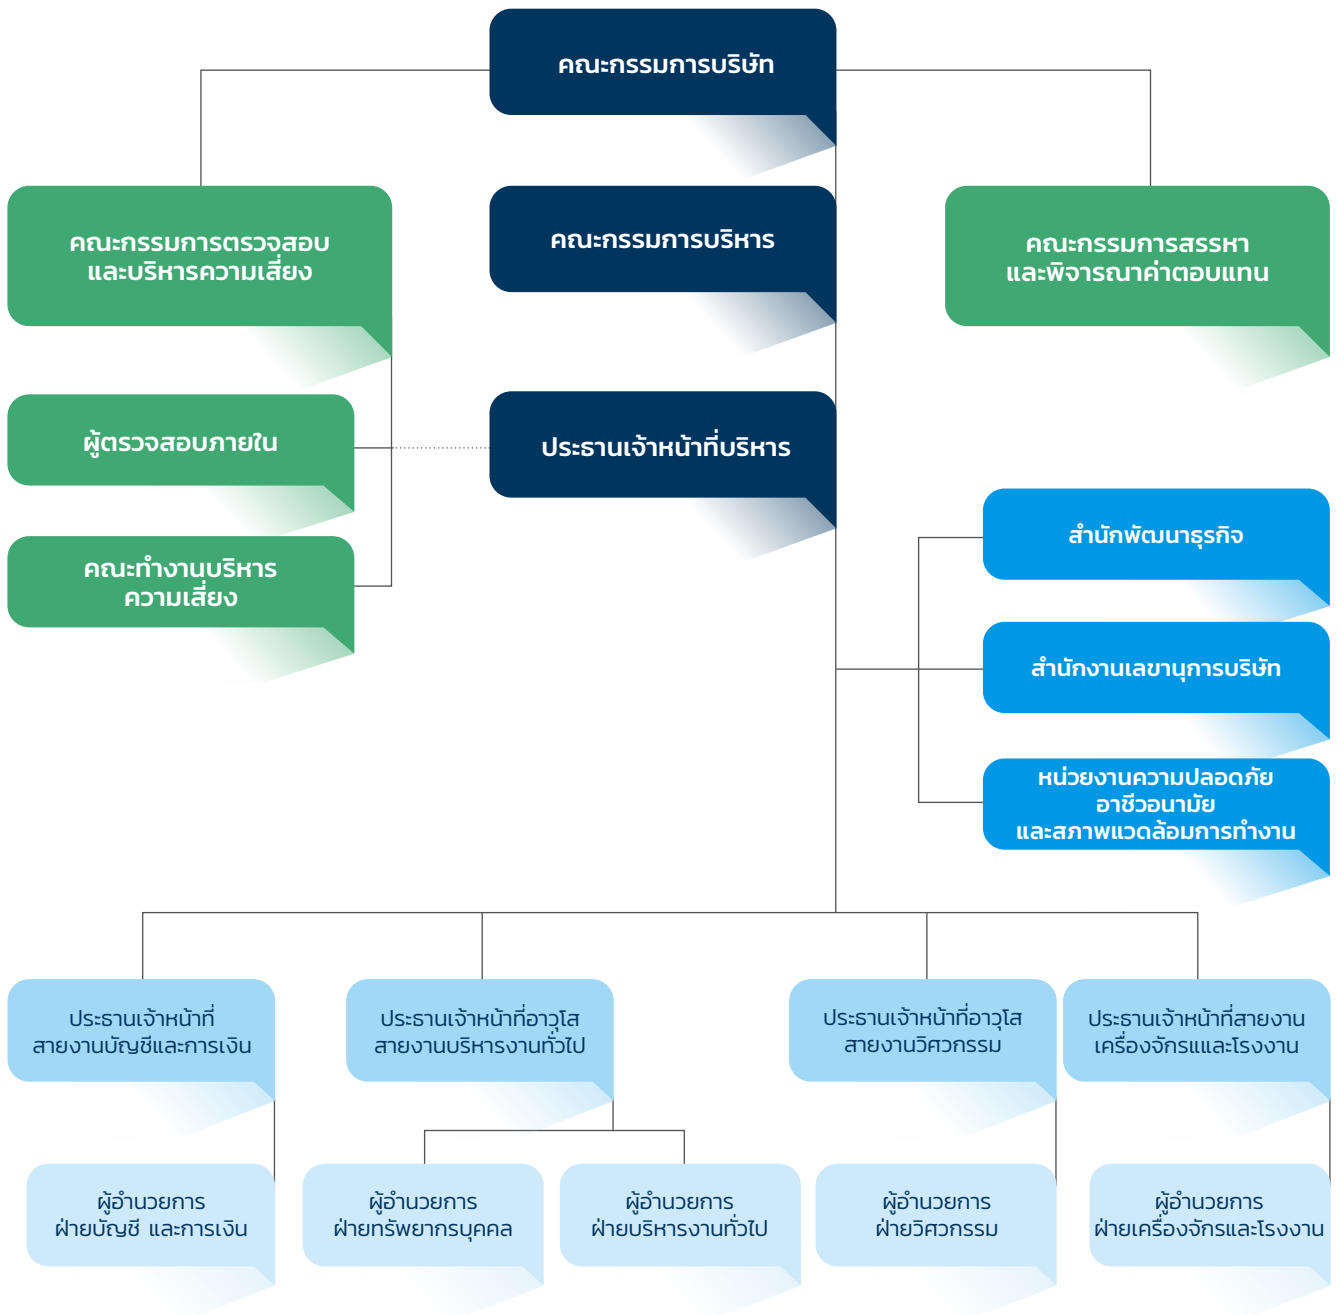 คณะกรรมการบริษัท
คณะกรรมการตรวจสอบ
และบริหารความเสี่ยง
คณะกรรมการบริหาร
คณะกรรมการสรรหา
และพิจารณาค่าตอบแทน
ผู้ตรวจสอบภายใน
ประธานเจ้าหน้าที่บริหาร
คณะทำงานบริหาร
ความเสี่ยง
สำนักพัฒนาธุรกิจ
สำนักงานเลขานุการบริษัท
หน่วยงานความปลอดภัย
อาชีวอนามัย
และสภาพแวดล้อมการทำงาน
ประธานเจ้าหน้าที่
สายงานบัญชีและการเงิน
ประธานเจ้าหน้าที่อาวุโส
สายงานบริหารงานทั่วไป
ประธานเจ้าหน้าที่อาวุโส
สายงานวิศวกรรม
ประธานเจ้าหน้าที่สายงาน
เครื่องจักรแและโรงงาน
ผู้อำนวยการ
ฝ่ายบัญชี และการเงิน
ผู้อำนวยการ
ฝ่ายทรัพยากรบุคคล
ผู้อำนวยการ
ฝ่ายบริหารงานทั่วไป
ผู้อำนวยการ
ฝ่ายวิศวกรรม
ผู้อำนวยการ
ฝ่ายเครื่องจักรและโรงงาน